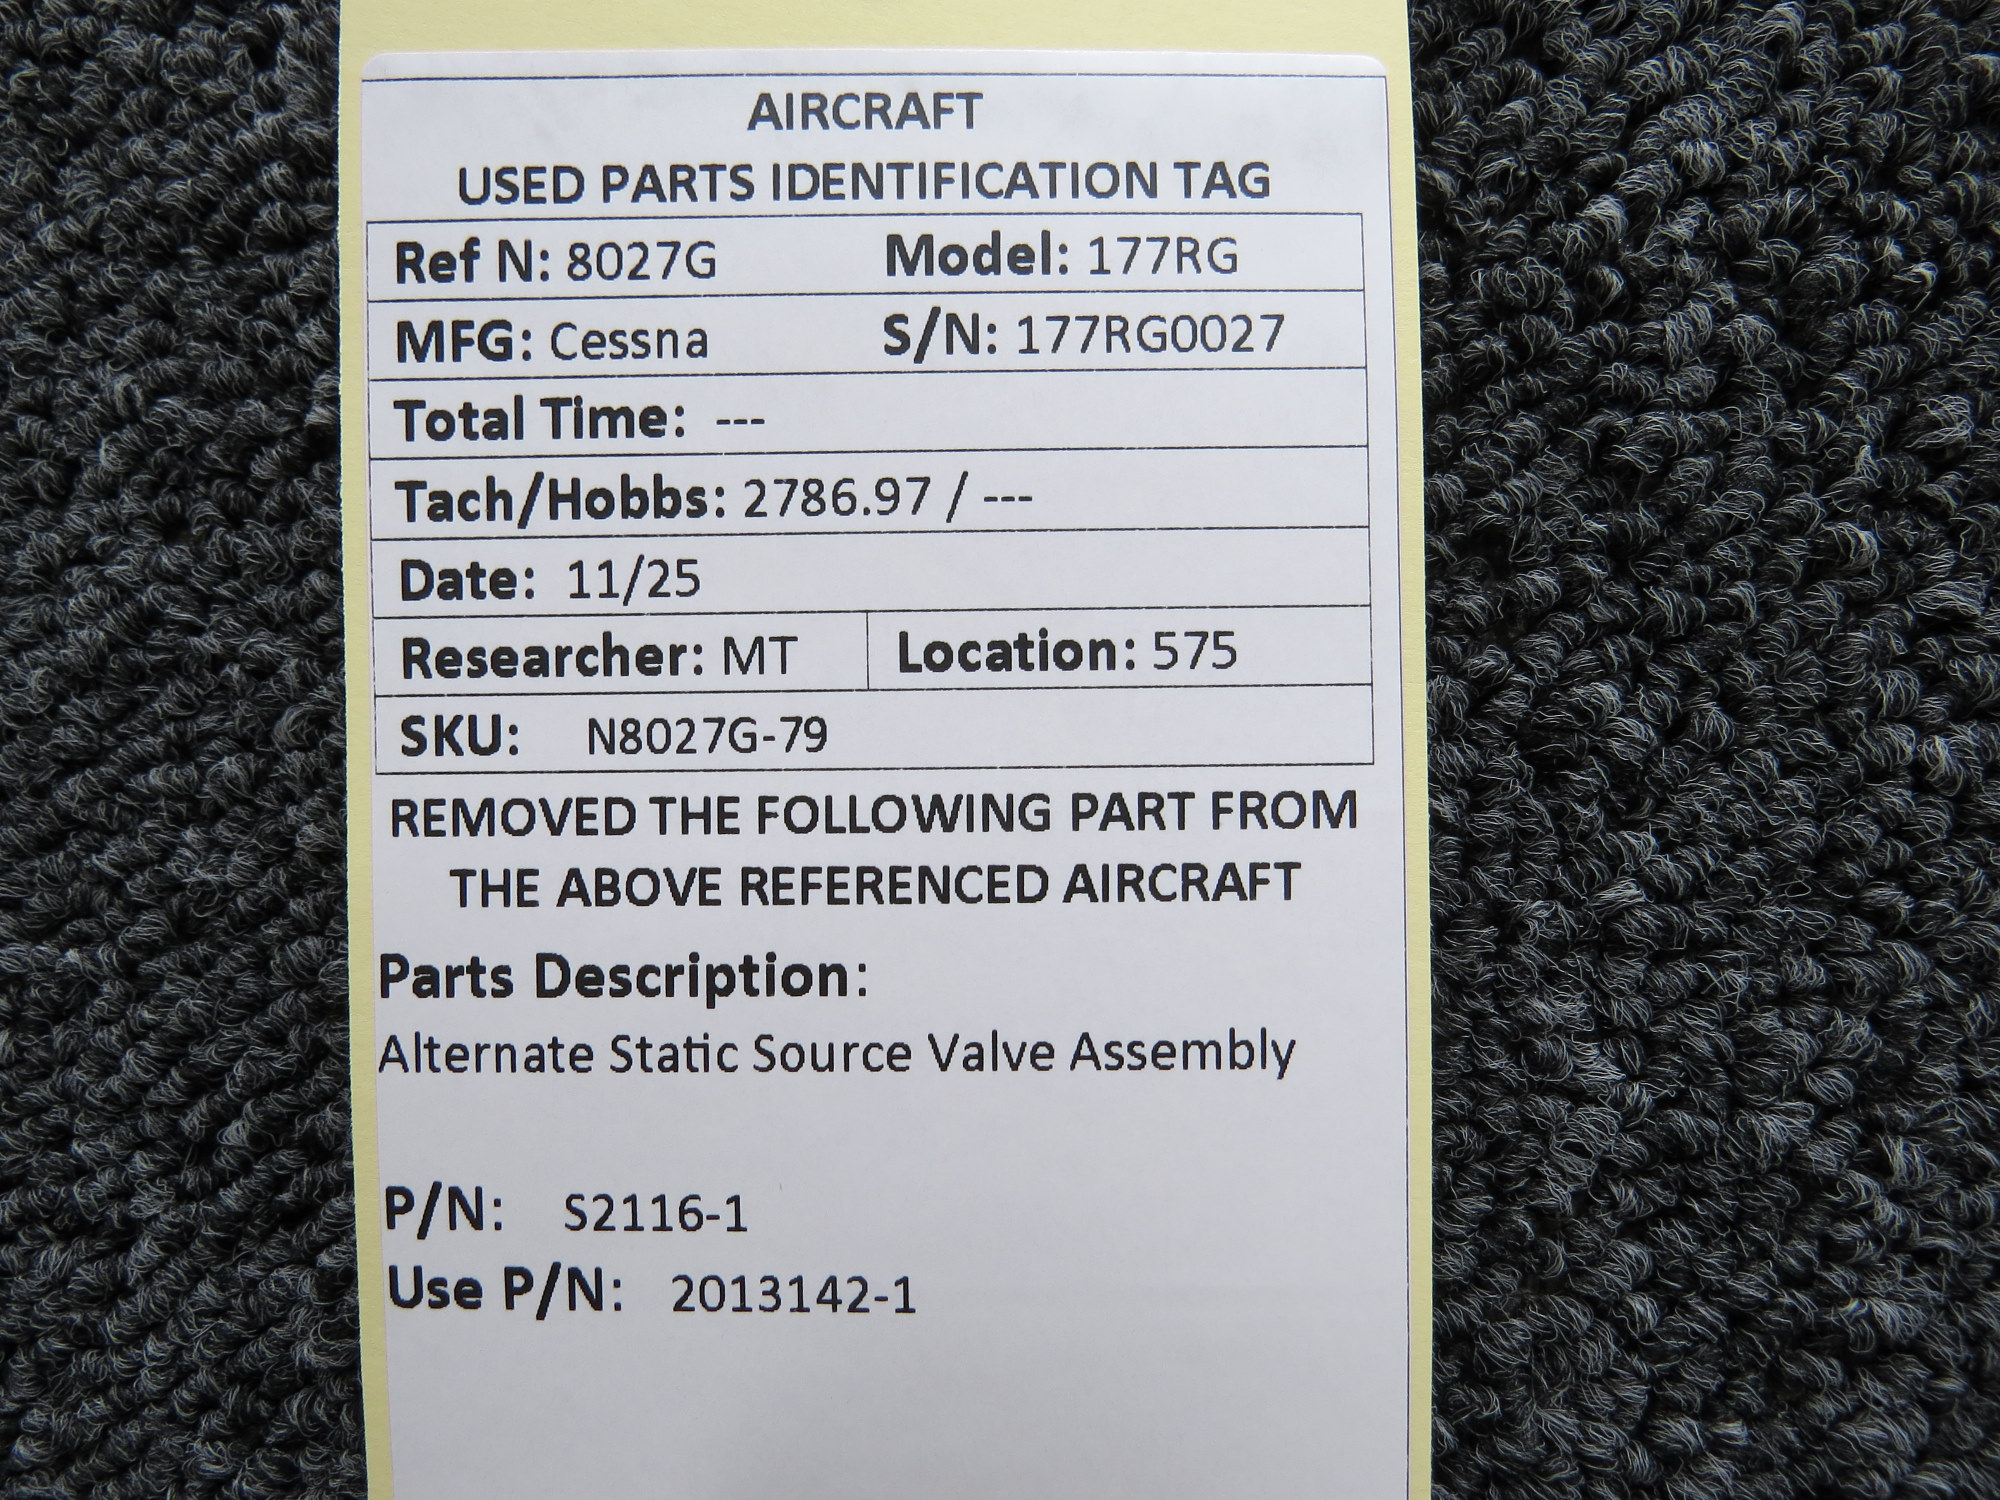 AIRCRAFT
USED PARTS IDENTIFICATION TAG
Ref N: 8027G Model: 177RG
MFG: Cessna S/N: 177RG0027
Total Time: ---
Tach/Hobbs: 2786.97 / ---
Date: 11/25
Researcher: MT Location: 575
SKU: N8027G-79
REMOVED THE FOLLOWING PART FROM
THE ABOVE REFERENCED AIRCRAFT
Parts Description:
Alternate Static Source Valve Assembly
P/N: S2116-1
Use P/N: 2013142-1